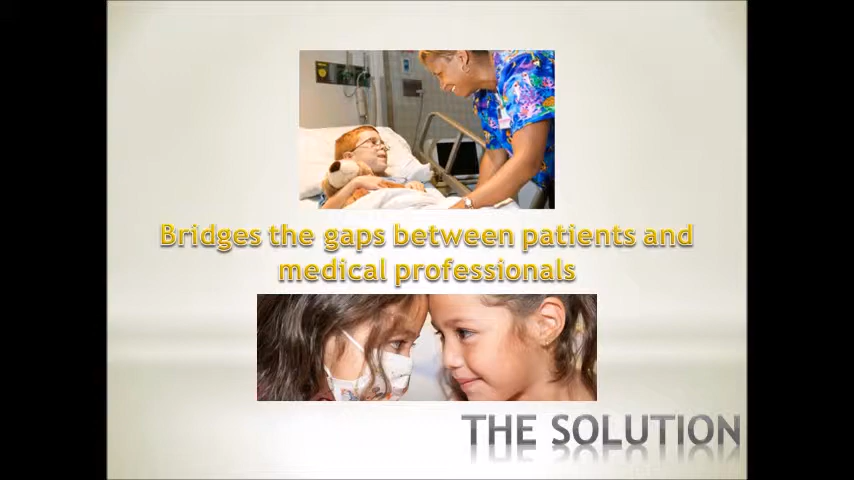 Bridges the gaps between patients and
medical professionals
THE SOLUTION